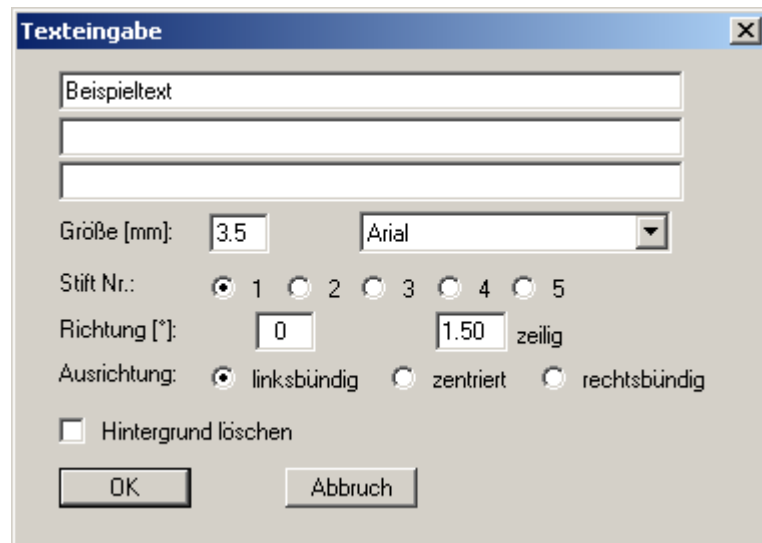 Texteingabe
Beispieltext
Größe [mm]: 3.5 Arial
Stift Nr.: 1 2 3 4 5
Richtung [°]: 0 1.50 zeilig
Ausrichtung: linksbündig zentriert rechtsbündig
Hintergrund löschen
OK Abbruch